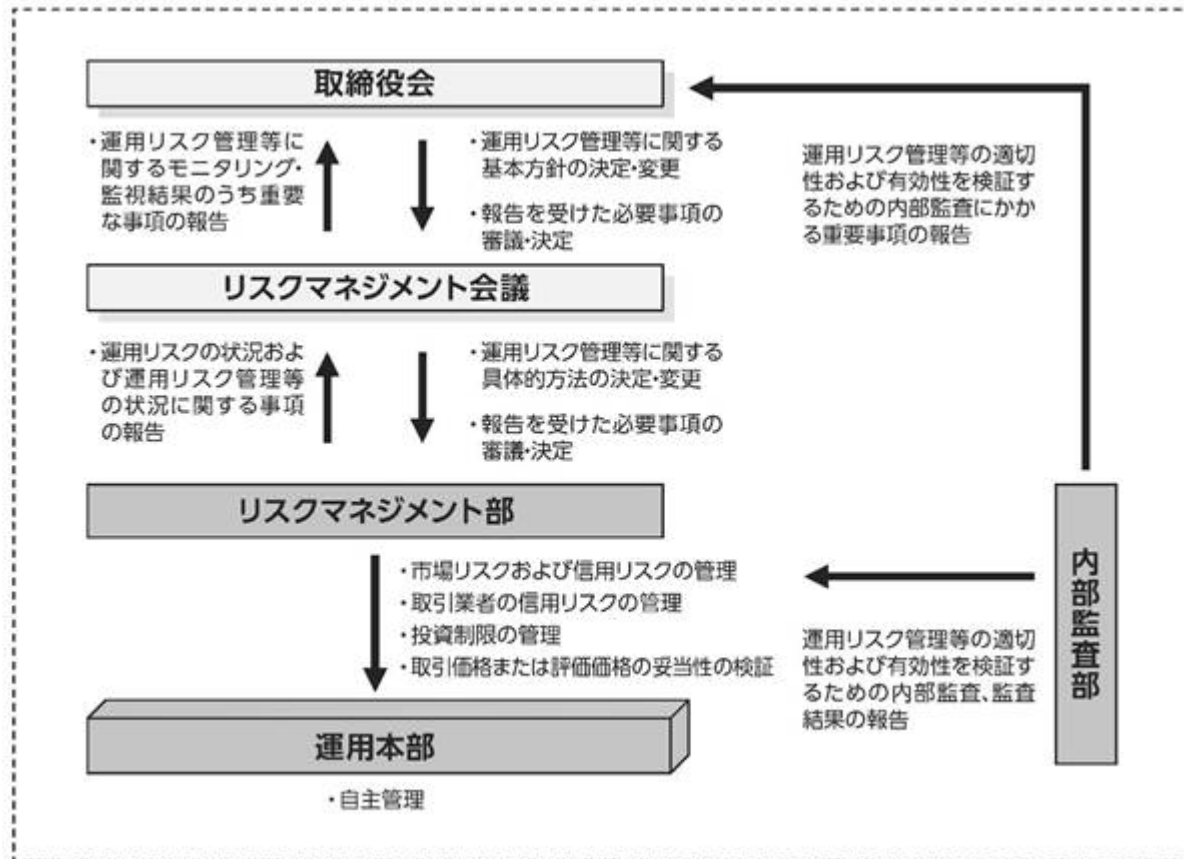 取締役会
・運用リスク管理等に
関するモニタリング・
監視結果のうち重要
な事項の報告
・運用リスク管理等に関する
基本方針の決定・変更
・報告を受けた必要事項の
審議・決定
運用リスク管理等の適切
性および有効性を検証す
るための内部監査にかか
る重要事項の報告
リスクマネジメント会議
・運用リスクの状況およ
び運用リスク管理等
の状況に関する事項
の報告
・運用リスク管理等に関する
具体的方法の決定・変更
・報告を受けた必要事項の
審議・決定
リスクマネジメント部
・市場リスクおよび信用リスクの管理
・取引業者の信用リスクの管理
・投資制限の管理
・取引価格または評価価格の妥当性の検証
内部監査部
運用リスク管理等の適切
性および有効性を検証す
るための内部監査、監査
結果の報告
運用本部
・自主管理